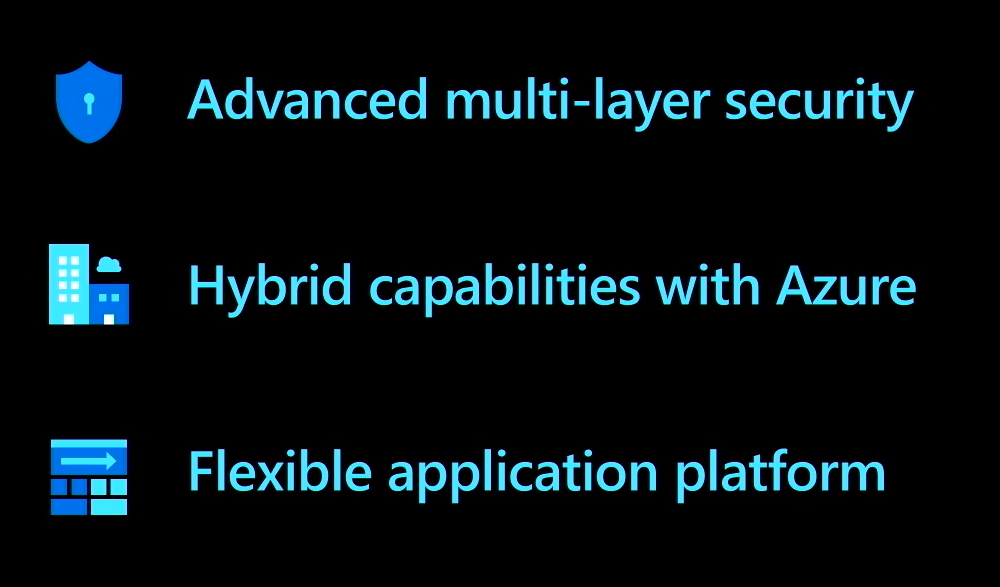 Advanced multi-layer security
Hybrid capabilities with Azure
Flexible application platform